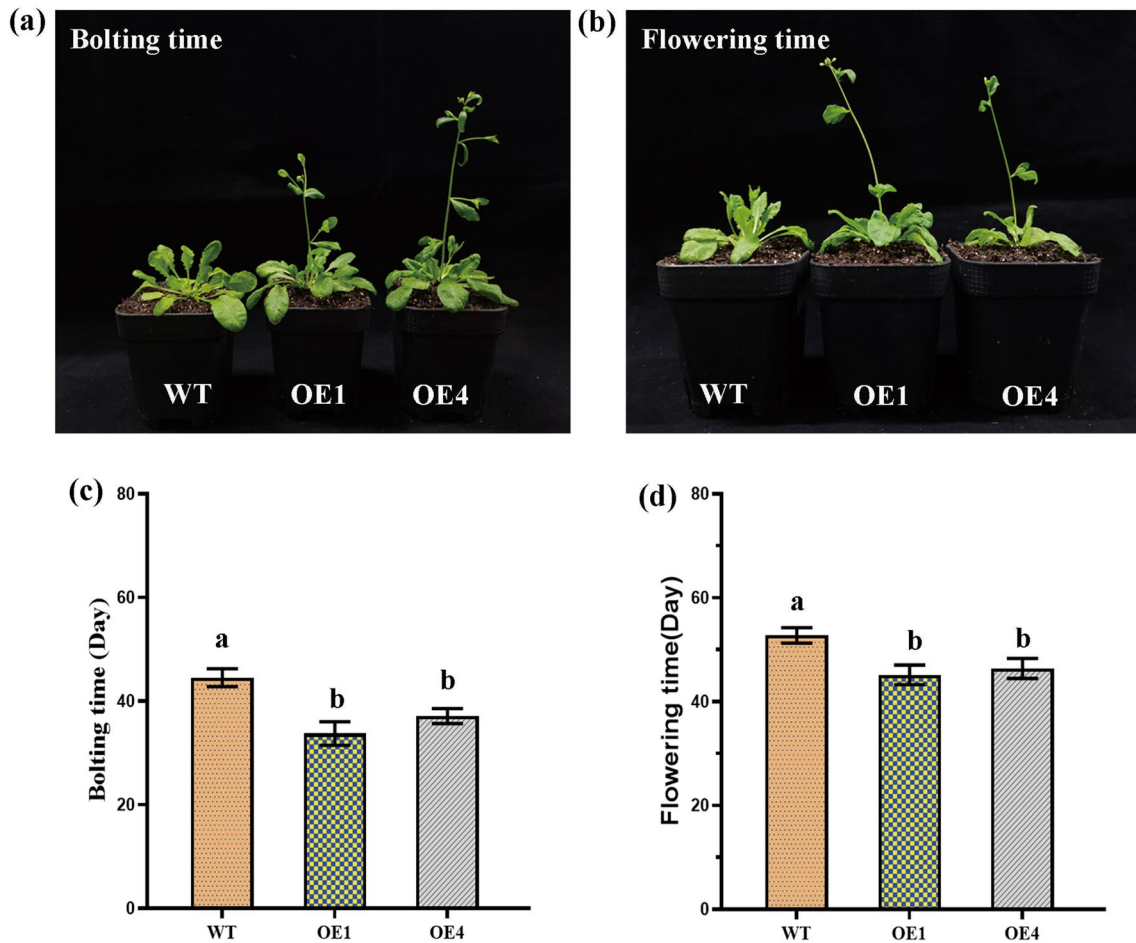 (a)
Bolting time
WT
OE1
OE4
(b)
Flowering time
WT
OE1
OE4
(c)
Bolting time (Day)
80
60
40
20
0
a
b
b
WT
OE1
OE4
(d)
Flowering time(Day)
80
60
40
20
0
a
b
b
WT
OE1
OE4